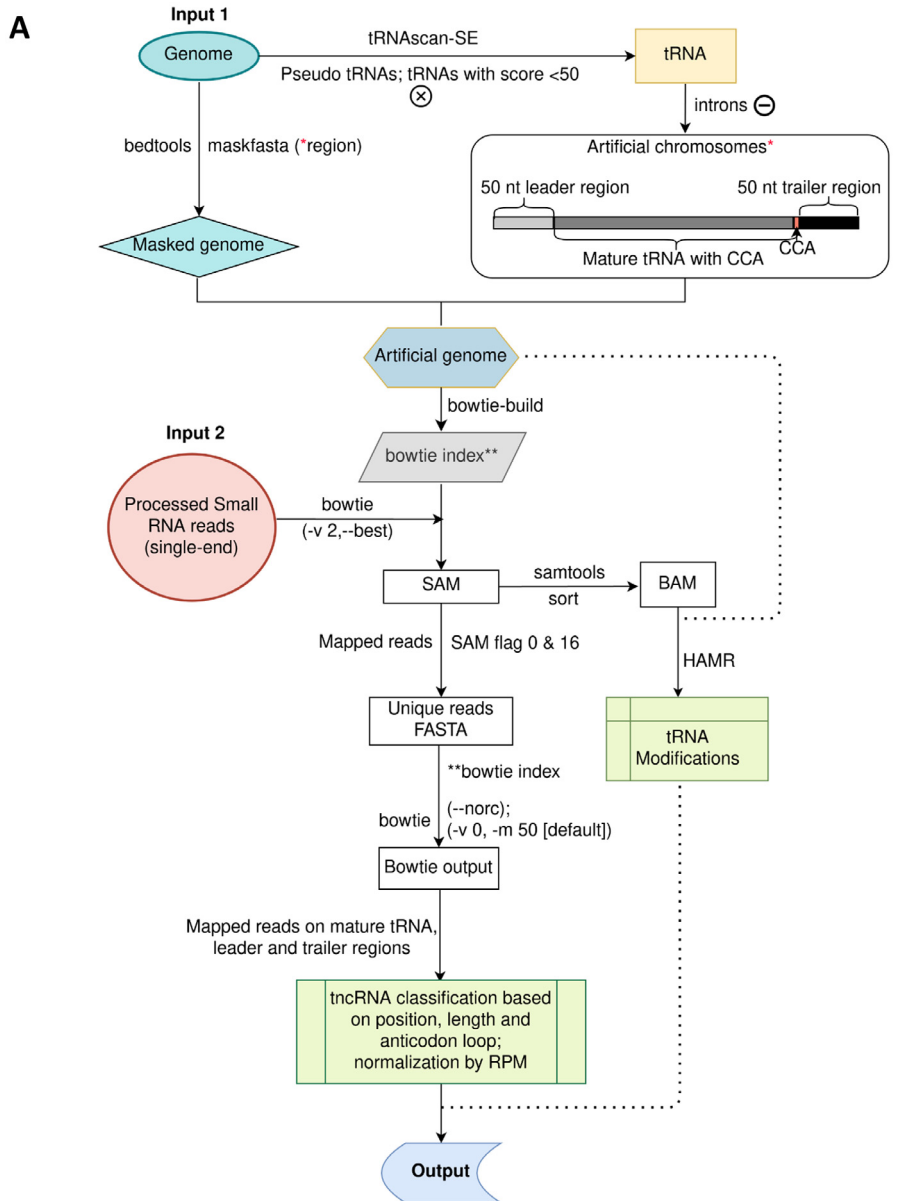 A
Input 1
Genome
tRNAscan-SE
Pseudo tRNAs; tRNAs with score <50
tRNA
introns
bedtools
maskfasta (*region)
Artificial chromosomes*
50 nt leader region
50 nt trailer region
CCA
Mature tRNA with CCA
Masked genome
Artificial genome
bowtie-build
bowtie index**
Input 2
Processed Small
RNA reads
(single-end)
bowtie
(-v 2,--best)
SAM
samtools
sort
BAM
Mapped reads
SAM flag 0 & 16
HAMR
Unique reads
FASTA
tRNA
Modifications
**bowtie index
bowtie
(--norc);
(-v 0, -m 50 [default])
Bowtie output
Mapped reads on mature tRNA,
leader and trailer regions
tncRNA classification based
on position, length and
anticodon loop;
normalization by RPM
Output